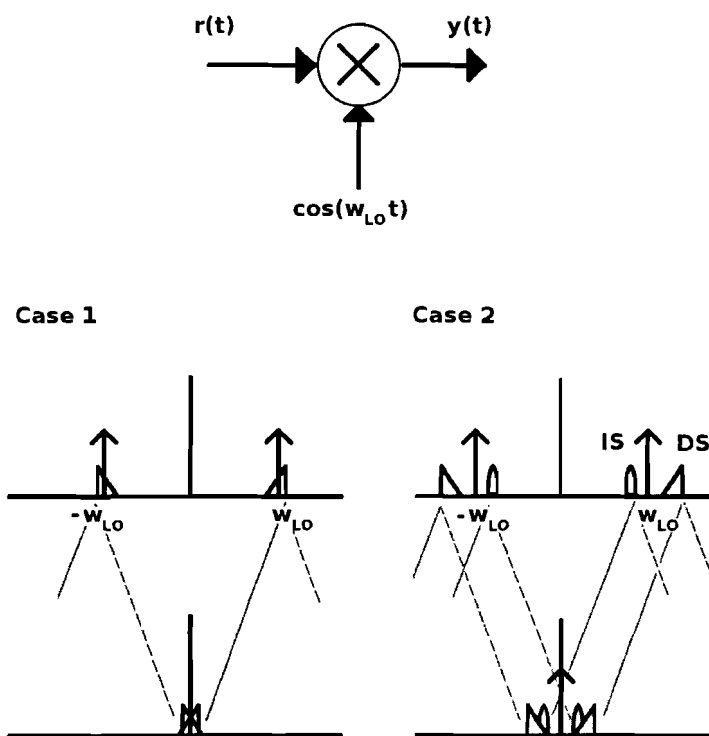 r(t) y(t)
cos(w_LO t)
Case 1 Case 2
IS DS
-w_LO w_LO -w_LO w_LO